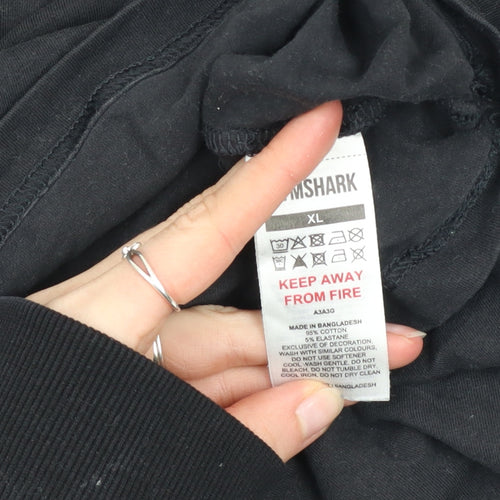 MSHARK
XL
30
KEEP AWAY
FROM FIRE
A3A3G
MADE IN BANGLADESH
95% COTTON
5% ELASTANE
EXCLUSIVE OF DECORATION.
WASH WITH SIMILAR COLOURS,
DO NOT USE SOFTENER
COOL WASH GENTLE. DO NOT
BLEACH, DO NOT TUMBLE DRY.
COOL IRON, DO NOT DRY CLEAN
BANGLADESH